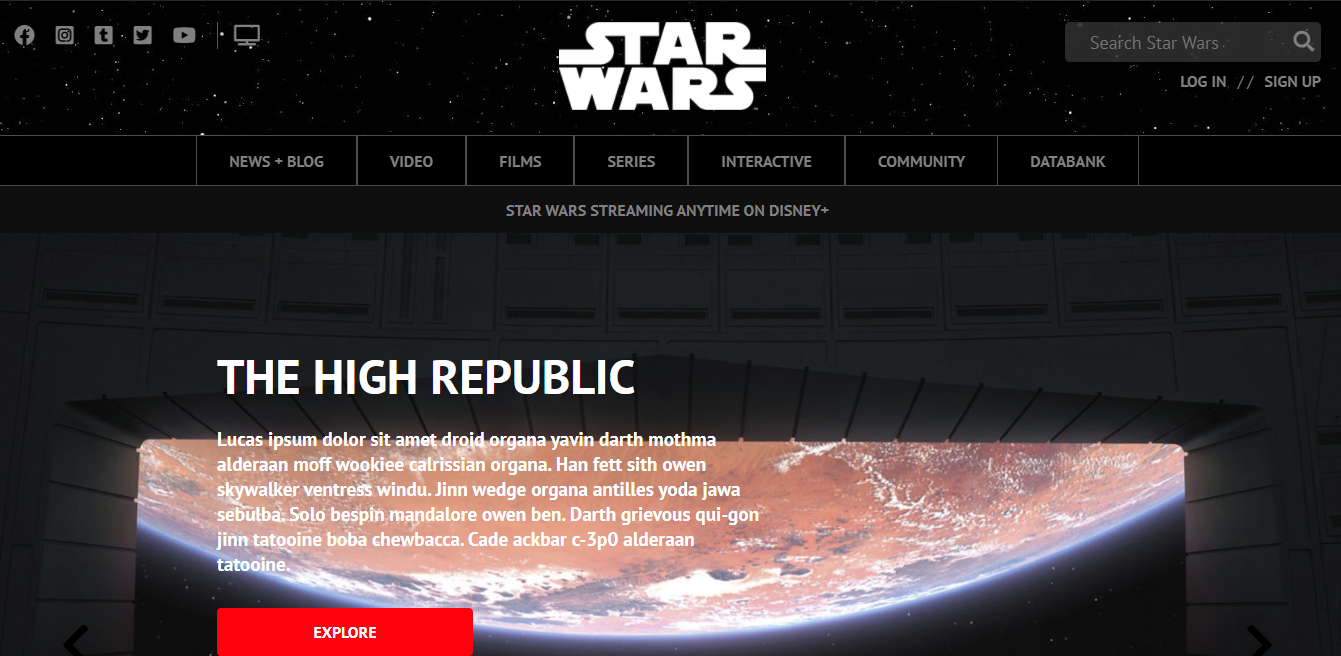 STAR
WARS
Search Star Wars
LOG IN // SIGN UP
NEWS + BLOG
VIDEO
FILMS
SERIES
INTERACTIVE
COMMUNITY
DATABANK
STAR WARS STREAMING ANYTIME ON DISNEY+
THE HIGH REPUBLIC
Lucas ipsum dolor sit amet droid organa yavin darth mothma
alderaan moff wookiee calrissian organa. Han fett sith owen
skywalker ventress windu. Jinn wedge organa antilles yoda jawa
sebulba. Solo bespin mandalore owen ben. Darth grievous qui-gon
jinn tatooine boba chewbacca. Cade ackbar c-3p0 alderaan
tatooine.
EXPLORE